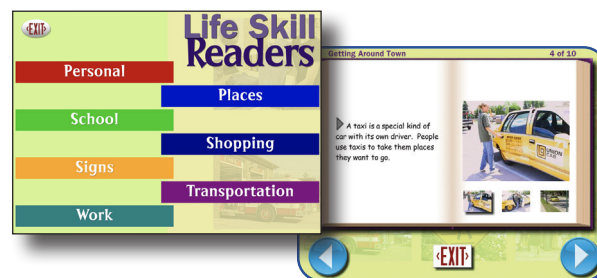 ‹EXIT›
Life Skill
Readers
Personal
Places
School
Shopping
Signs
Transportation
Work
Getting Around Town
4 of 10
A taxi is a special kind of
car with its own driver. People
use taxis to take them places
they want to go.
UNION
CAB
‹EXIT›